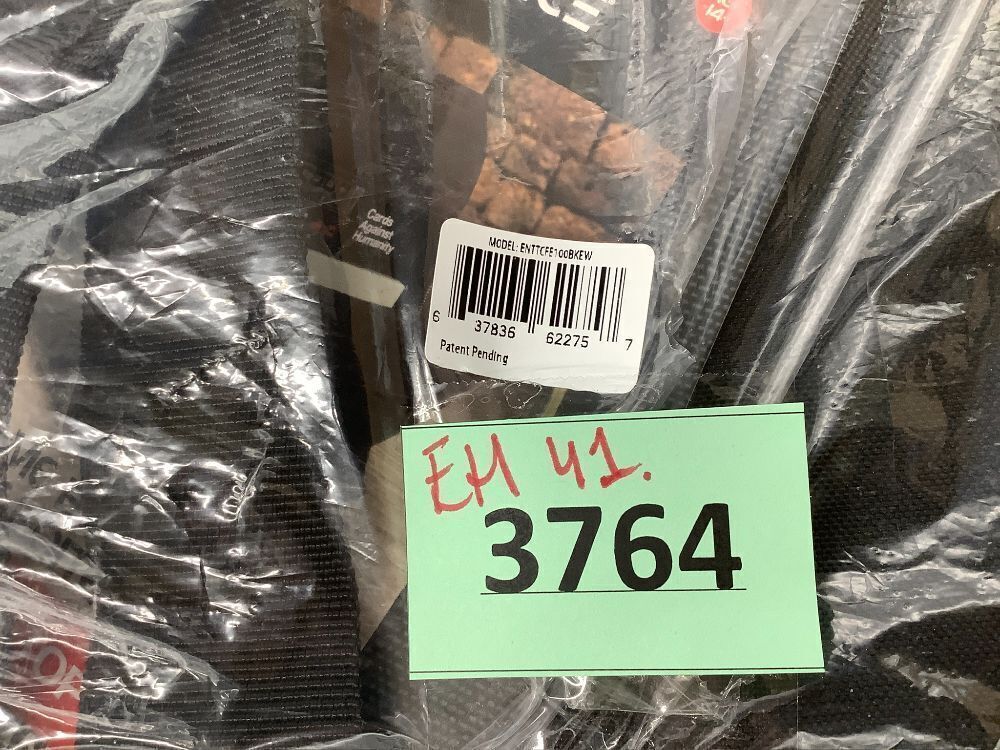 Cards
Against
Humanity
MODEL: ENTTCFE100BKEW
6 37836 62275 7
Patent Pending
EH 41.
3764